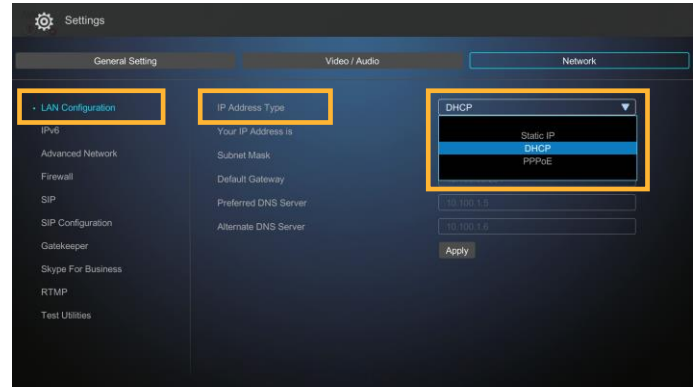 Settings
General Setting Video / Audio Network
• LAN Configuration IP Address Type DHCP
IPv6 Your IP Address is Static IP
DHCP
Advanced Network Subnet Mask PPPoE
Firewall Default Gateway
SIP Preferred DNS Server 10.100.1.5
SIP Configuration Alternate DNS Server 10.100.1.6
Gatekeeper Apply
Skype For Business
RTMP
Test Utilities